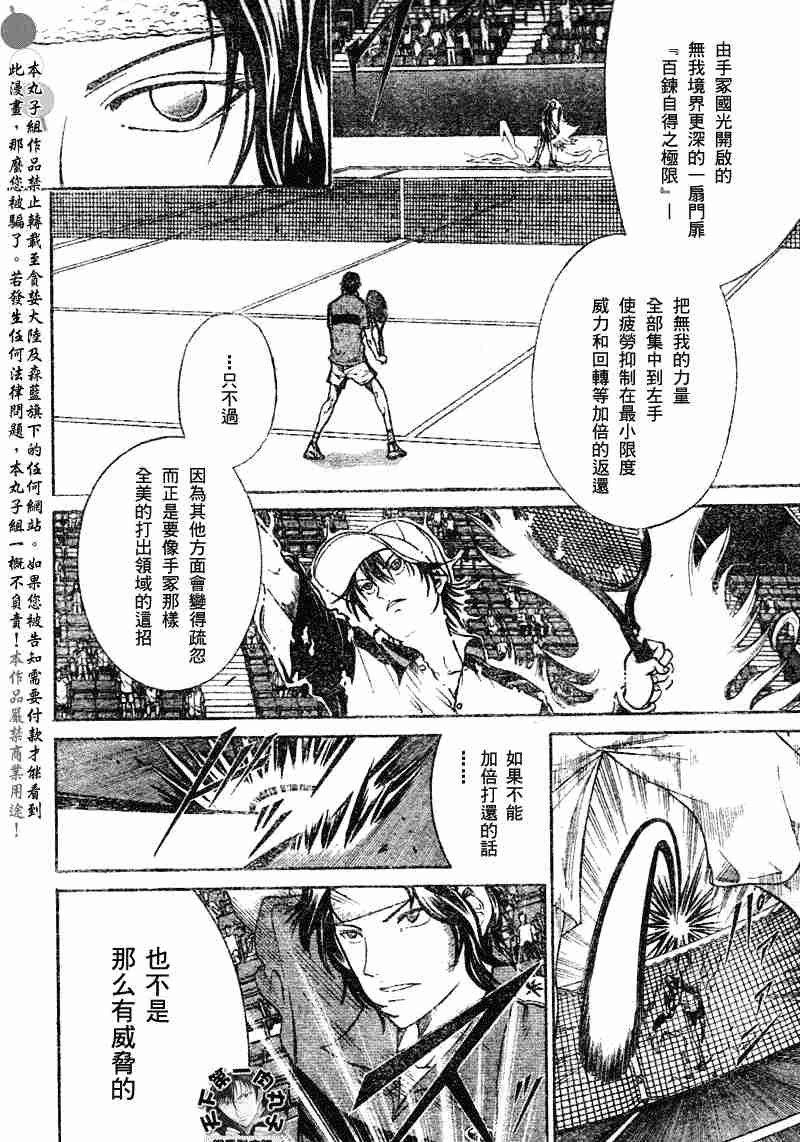 由手冢國光開啟的
無我境界更深的一扇門扉
『百鍊自得之極限』—
把無我的力量
全部集中到左手
使疲勞抑制在最小限度
威力和回轉等加倍的返還
…只不過
因為其他方面會變得疏忽
而正是要像手冢那樣
全美的打出領域的這招
如果不能
加倍打還的話
……
也不是
那么有威脅的
本丸子組作品禁止轉載至貪婪大陸及森藍旗下的任何網站。如果您被告知需要付款才能看到
此漫畫，那麼您被騙了。若發生任何法律問題，本丸子組一概不負責！本作品嚴禁商業用途！
天下第一